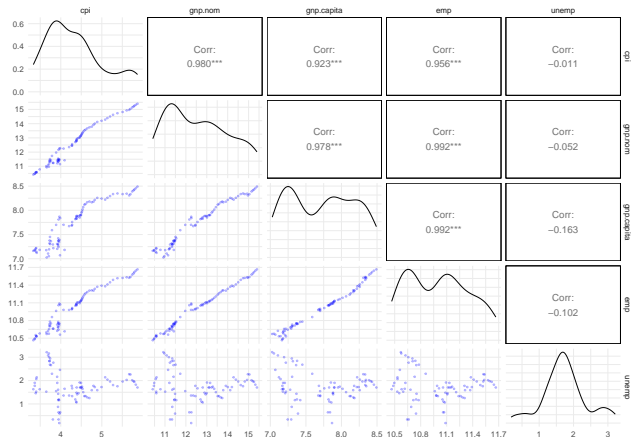 cpi gnp.nom gnp.capita emp unemp
0.6
0.4
0.2
0.0
Corr:
0.980***
Corr:
0.923***
Corr:
0.956***
Corr:
−0.011
cpi
15
14
13
12
11
Corr:
0.978***
Corr:
0.992***
Corr:
−0.052
gnp.nom
8.5
8.0
7.5
7.0
Corr:
0.992***
Corr:
−0.163
gnp.capita
11.7
11.4
11.1
10.8
10.5
Corr:
−0.102
emp
3
2
1
unemp
4 5 11 12 13 14 15 7.0 7.5 8.0 8.5 10.5 10.8 11.1 11.4 11.7 2 3